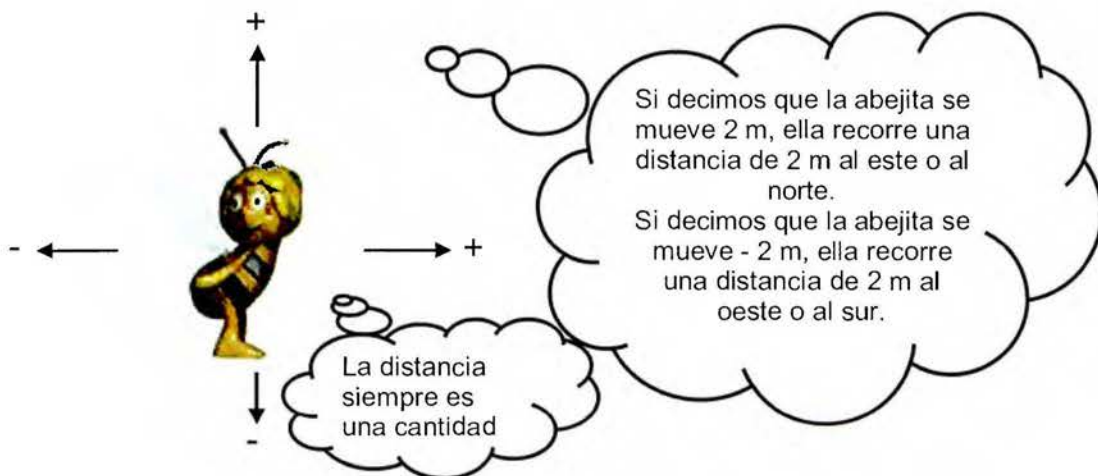 +
Si decimos que la abejita se
mueve 2 m, ella recorre una
distancia de 2 m al este o al
norte.
Si decimos que la abejita se
mueve - 2 m, ella recorre
una distancia de 2 m al
oeste o al sur.
-
+
La distancia
siempre es
una cantidad
-